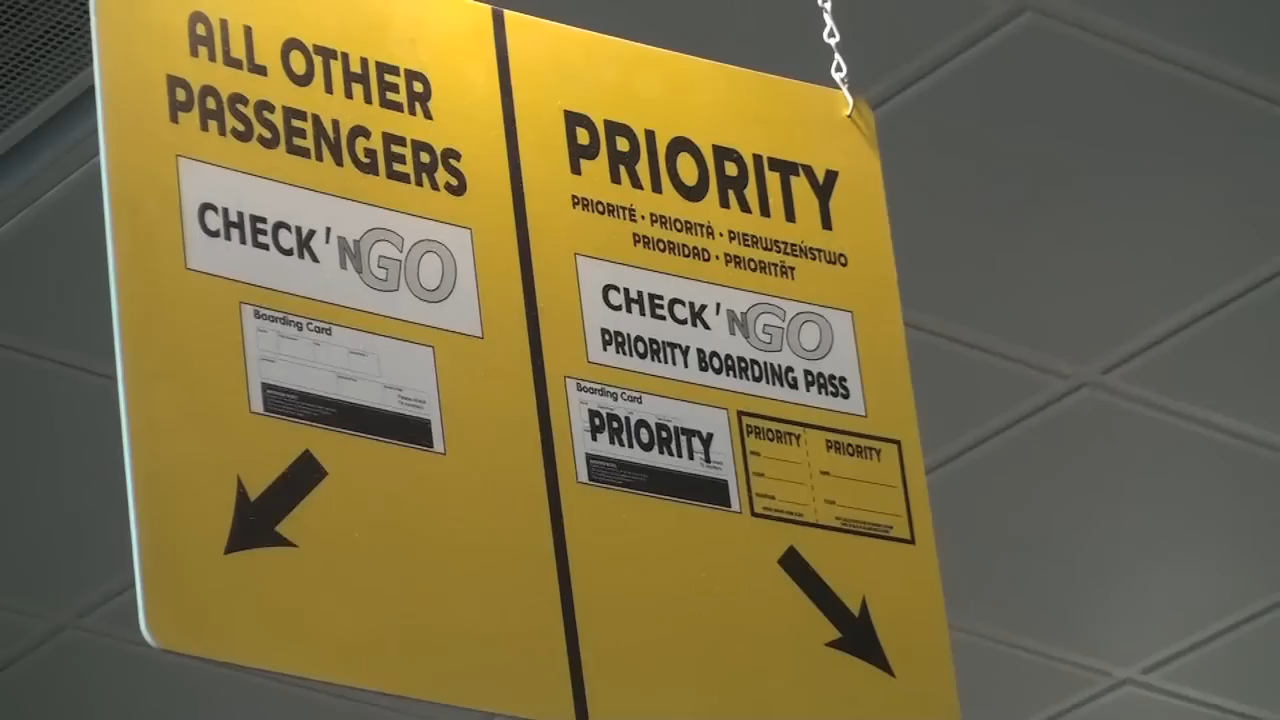 ALL OTHER
PASSENGERS
CHECK'NGO
Boarding Card
PRIORITY
PRIORITÉ • PRIORITÀ • PIERWSZEŃSTWO
PRIORIDAD • PRIORITÄT
CHECK'NGO
PRIORITY BOARDING PASS
Boarding Card
PRIORITY
PRIORITY
PRIORITY